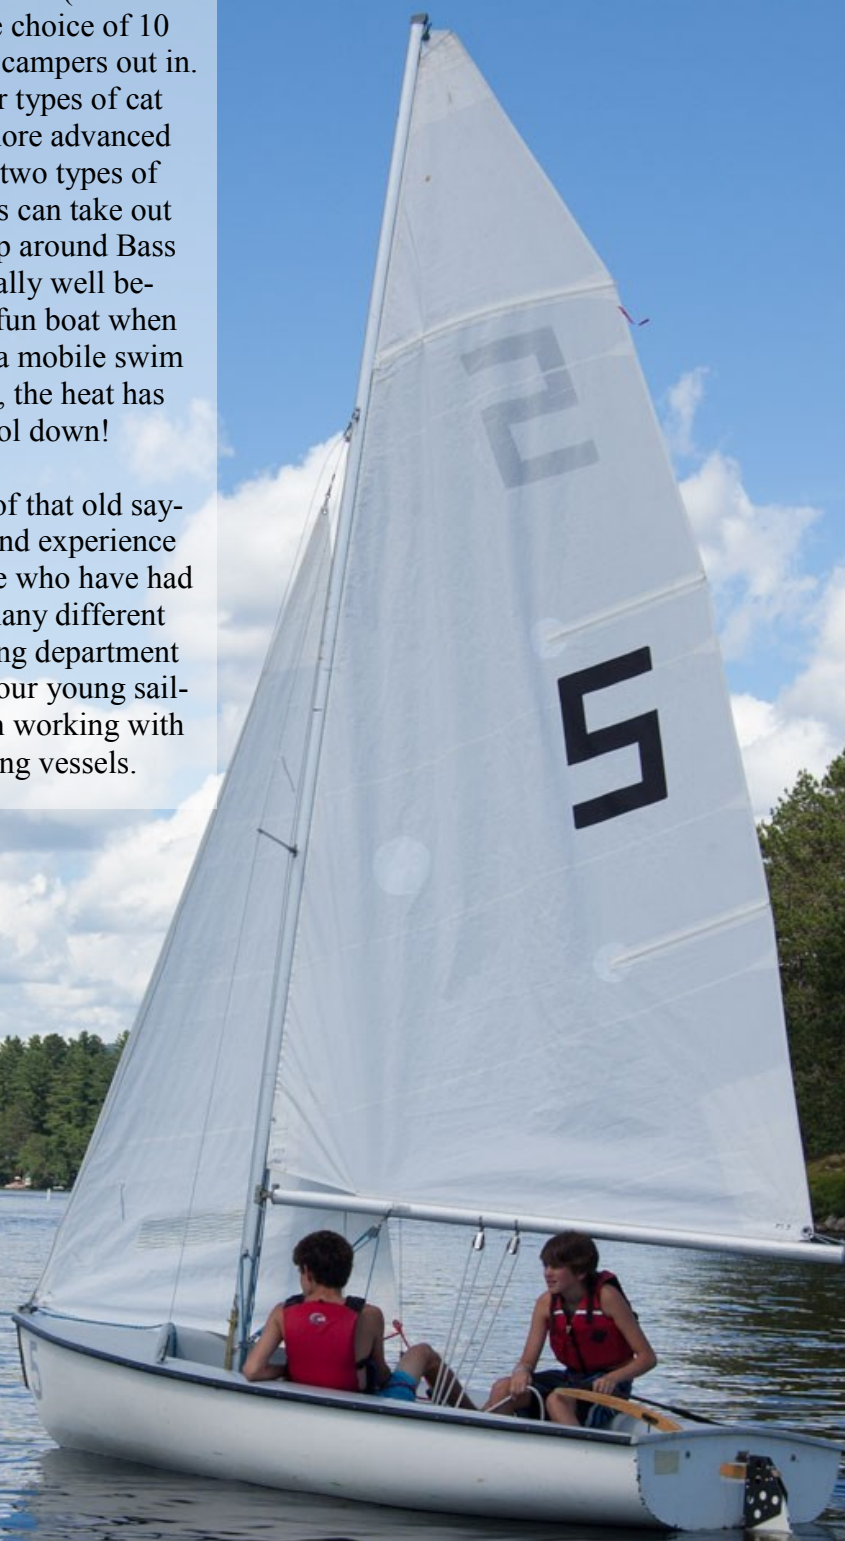 e choice of 10
campers out in.
r types of cat
ore advanced
two types of
s can take out
p around Bass
ally well be-
fun boat when
a mobile swim
, the heat has
ol down!
of that old say-
nd experience
e who have had
any different
ng department
our young sail-
n working with
ng vessels.
5
5